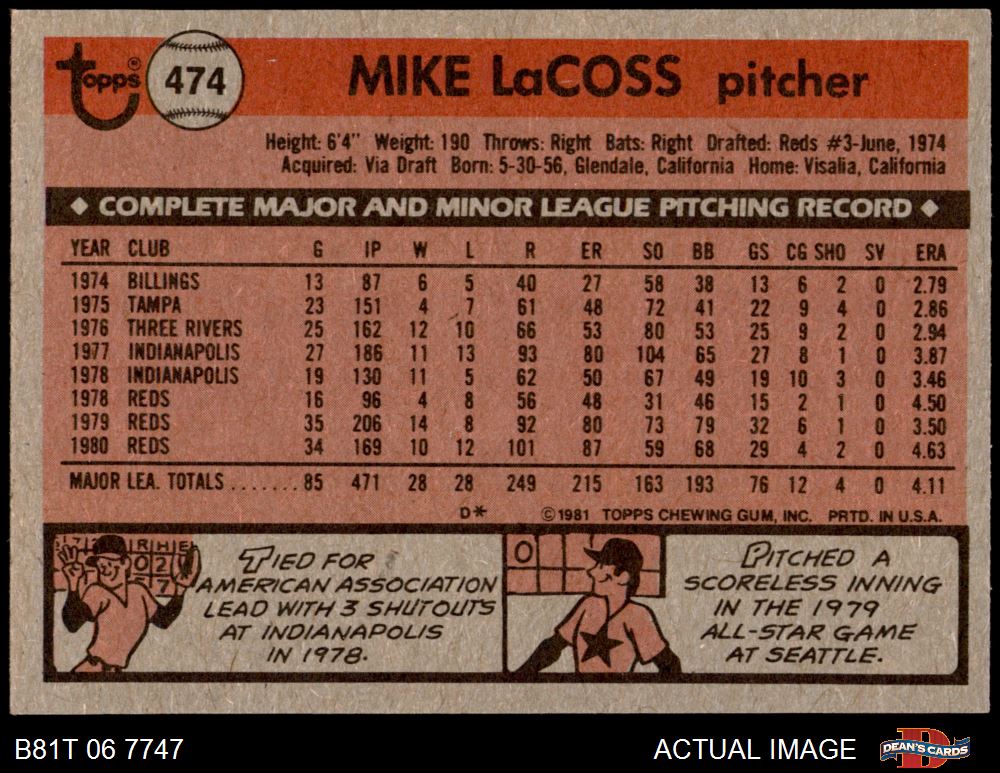 topps® 474 MIKE LaCOSS pitcher
Height: 6'4" Weight: 190 Throws: Right Bats: Right Drafted: Reds #3-June, 1974
Acquired: Via Draft Born: 5-30-56, Glendale, California Home: Visalia, California
◆ COMPLETE MAJOR AND MINOR LEAGUE PITCHING RECORD ◆
YEAR CLUB G IP W L R ER SO BB GS CG SHO SV ERA
1974 BILLINGS 13 87 6 5 40 27 58 38 13 6 2 0 2.79
1975 TAMPA 23 151 4 7 61 48 72 41 22 9 4 0 2.86
1976 THREE RIVERS 25 162 12 10 66 53 80 53 25 9 2 0 2.94
1977 INDIANAPOLIS 27 186 11 13 93 80 104 65 27 8 1 0 3.87
1978 INDIANAPOLIS 19 130 11 5 62 50 67 49 19 10 3 0 3.46
1978 REDS 16 96 4 8 56 48 31 46 15 2 1 0 4.50
1979 REDS 35 206 14 8 92 80 73 79 32 6 1 0 3.50
1980 REDS 34 169 10 12 101 87 59 68 29 4 2 0 4.63
MAJOR LEA. TOTALS.......85 471 28 28 249 215 163 193 76 12 4 0 4.11
D* ©1981 TOPPS CHEWING GUM, INC. PRTD. IN U.S.A.
R H E
0 2
7
TIED FOR
AMERICAN ASSOCIATION
LEAD WITH 3 SHUTOUTS
AT INDIANAPOLIS
IN 1978.
0
PITCHED A
SCORELESS INNING
IN THE 1979
ALL-STAR GAME
AT SEATTLE.
B81T 06 7747 ACTUAL IMAGE DEAN'S CARDS